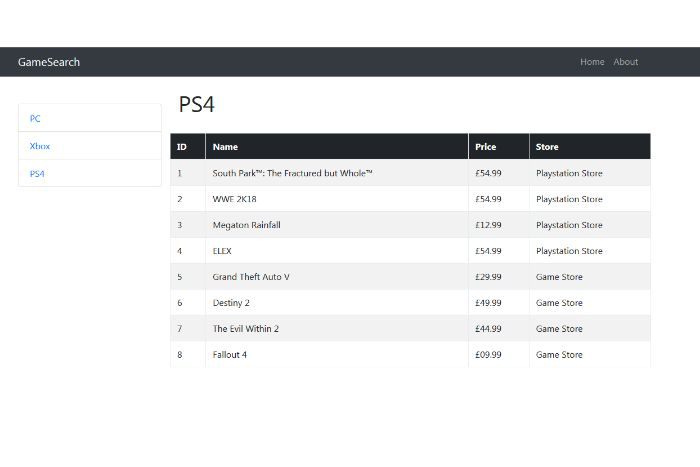 GameSearch Home About
PS4
PC
Xbox
PS4
ID Name Price Store
1 South Park™: The Fractured but Whole™ £54.99 Playstation Store
2 WWE 2K18 £54.99 Playstation Store
3 Megaton Rainfall £12.99 Playstation Store
4 ELEX £54.99 Playstation Store
5 Grand Theft Auto V £29.99 Game Store
6 Destiny 2 £49.99 Game Store
7 The Evil Within 2 £44.99 Game Store
8 Fallout 4 £09.99 Game Store